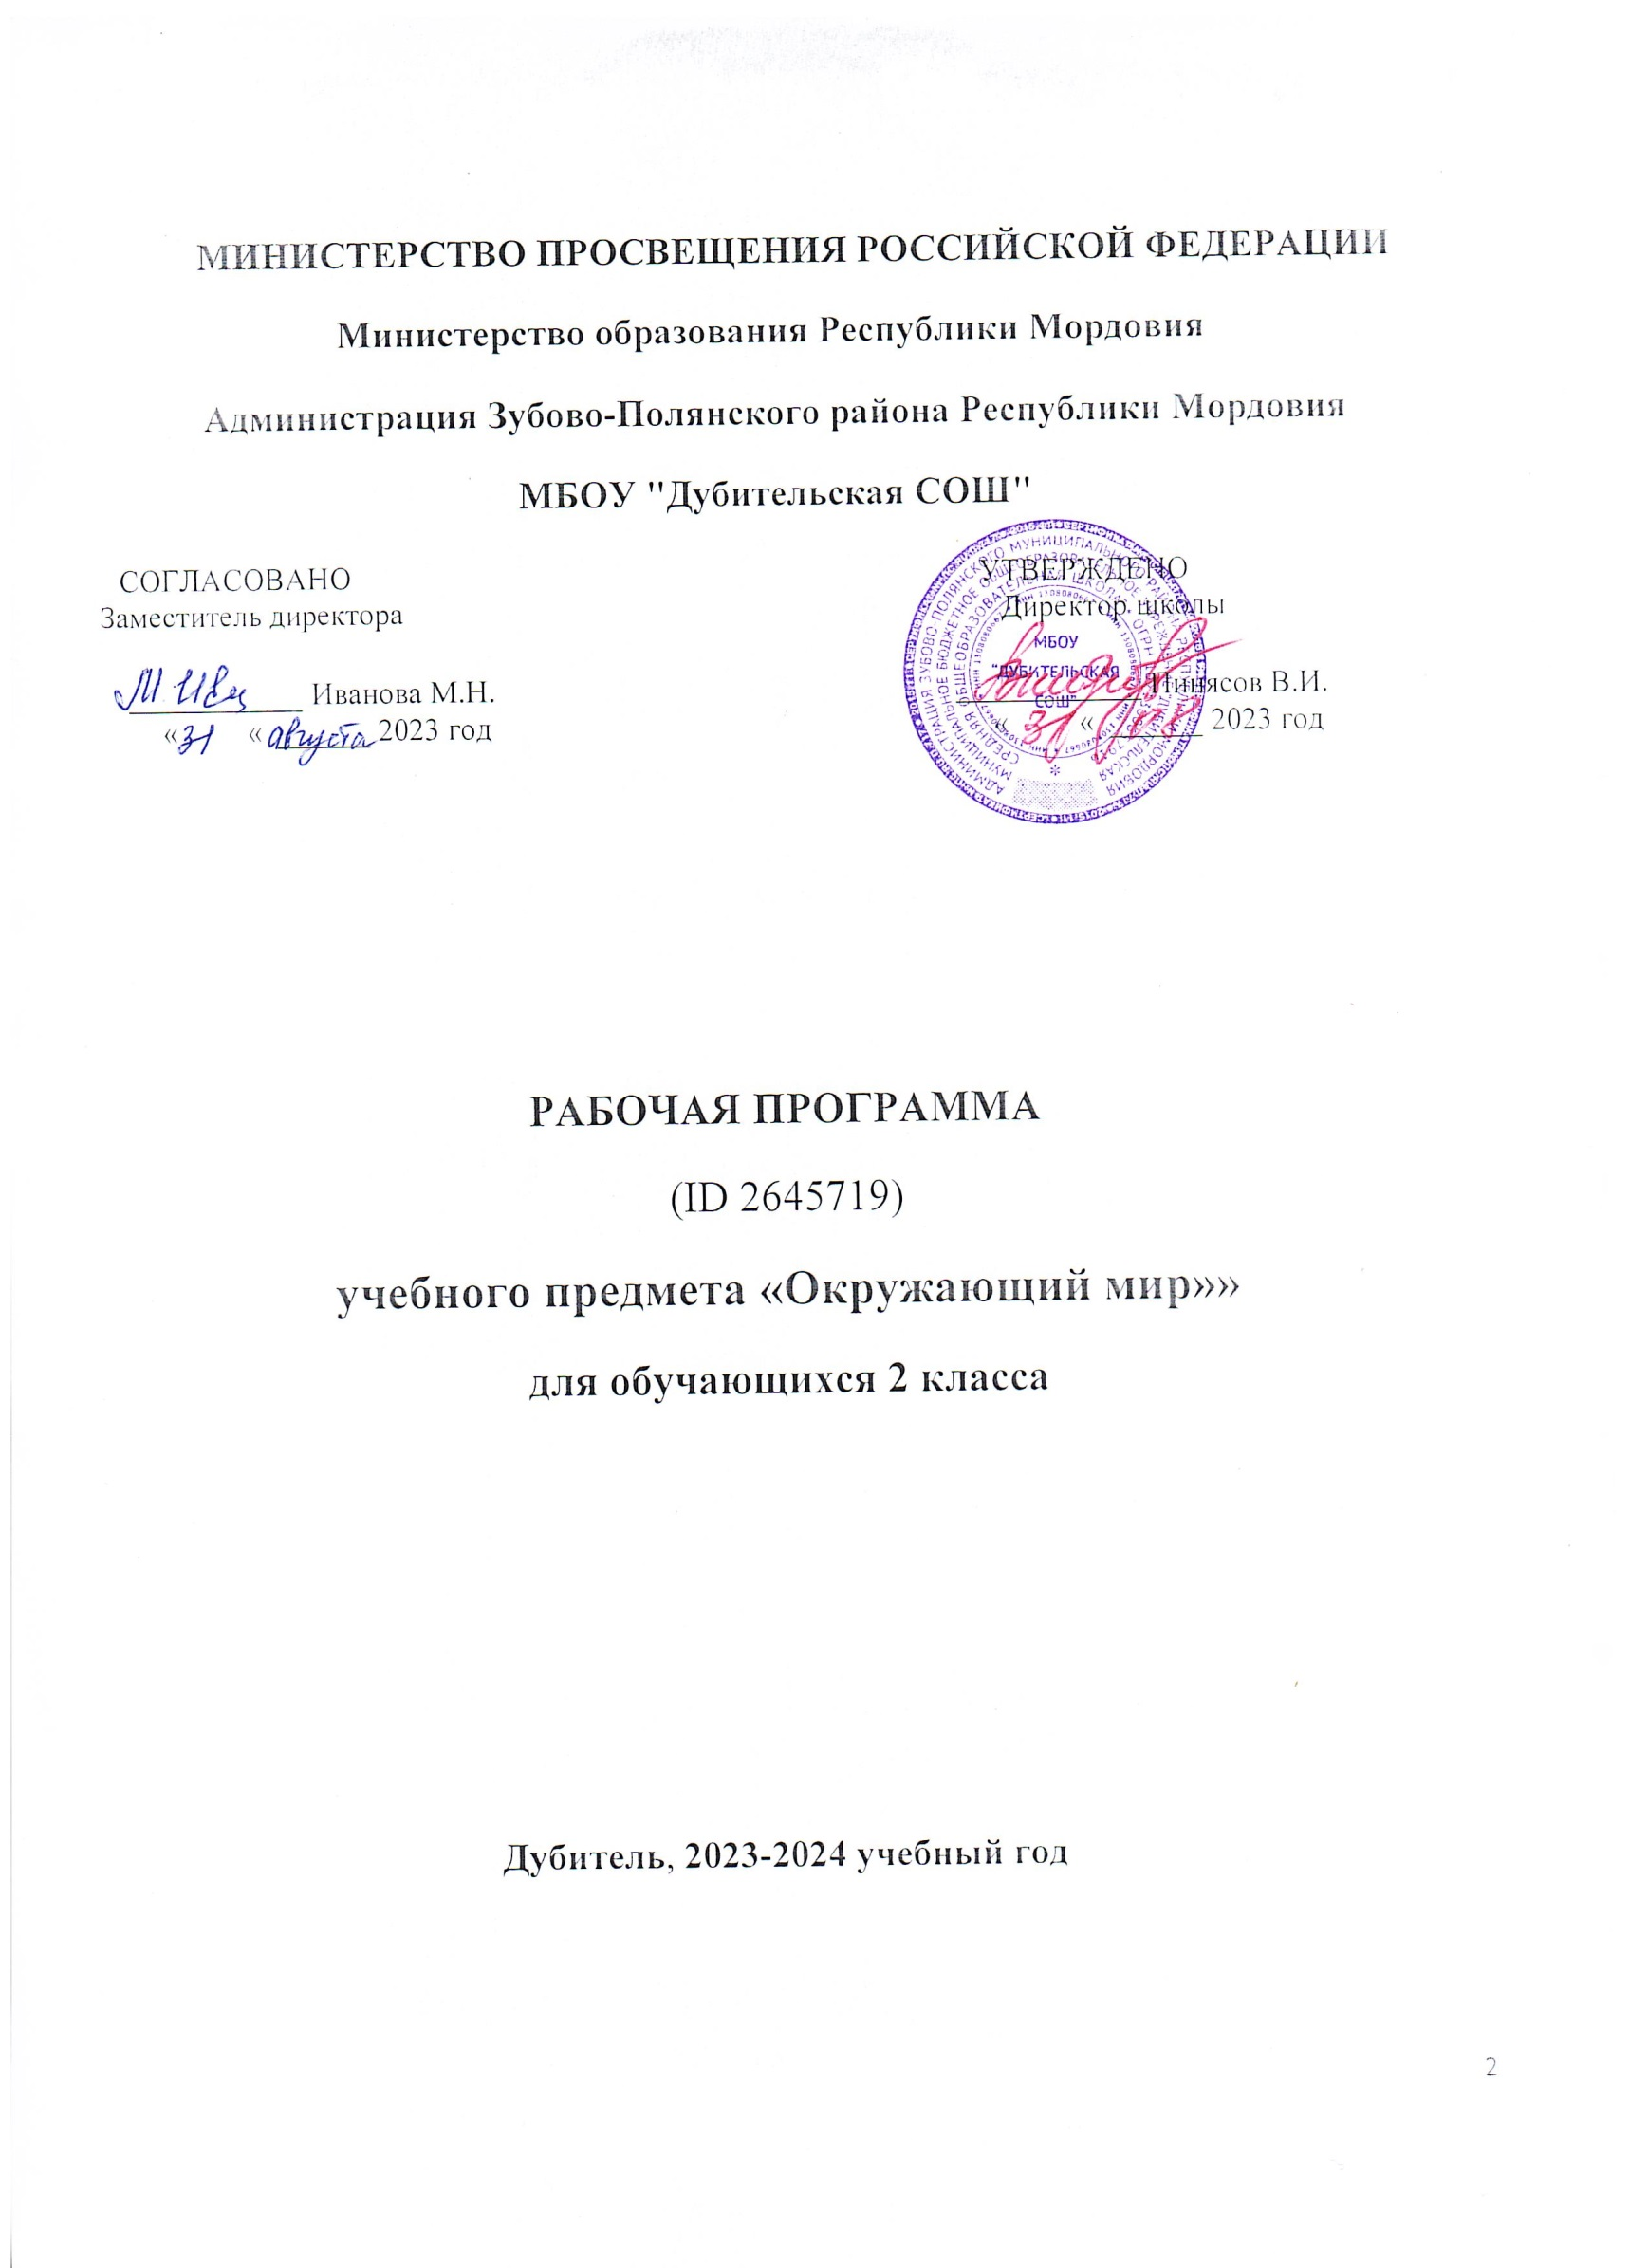 МИНИСТЕРСТВО ПРОСВЕЩЕНИЯ РОССИЙСКОЙ ФЕДЕРАЦИИ
Министерство образования Республики Мордовия
Администрация Зубово-Полянского района Республики Мордовия
МБОУ "Дубительская СОШ"
СОГЛАСОВАНО
Заместитель директора
Иванова М.Н.
«31 « августа 2023 год
УТВЕРЖДЕНО
Директор школы
МБОУ
"ДУБИТЕЛЬСКАЯ
СОШ"
Пинясов В.И.
« 31 « 2023 год
РАБОЧАЯ ПРОГРАММА
(ID 2645719)
учебного предмета «Окружающий мир»»
для обучающихся 2 класса
Дубитель, 2023-2024 учебный год
2